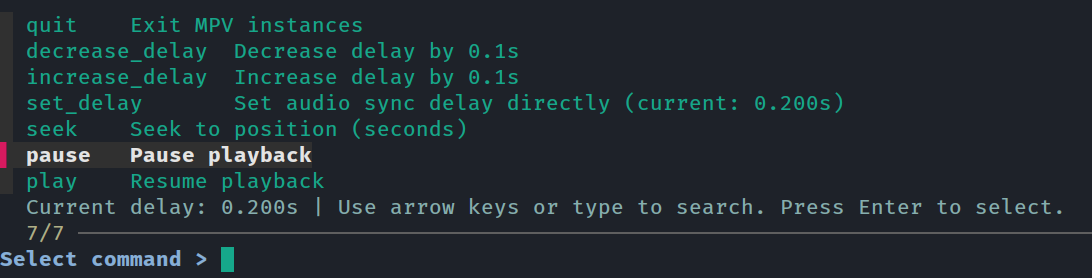 quit    Exit MPV instances
decrease_delay  Decrease delay by 0.1s
increase_delay  Increase delay by 0.1s
set_delay       Set audio sync delay directly (current: 0.200s)
seek    Seek to position (seconds)
pause   Pause playback
play    Resume playback
Current delay: 0.200s | Use arrow keys or type to search. Press Enter to select.
7/7
Select command >